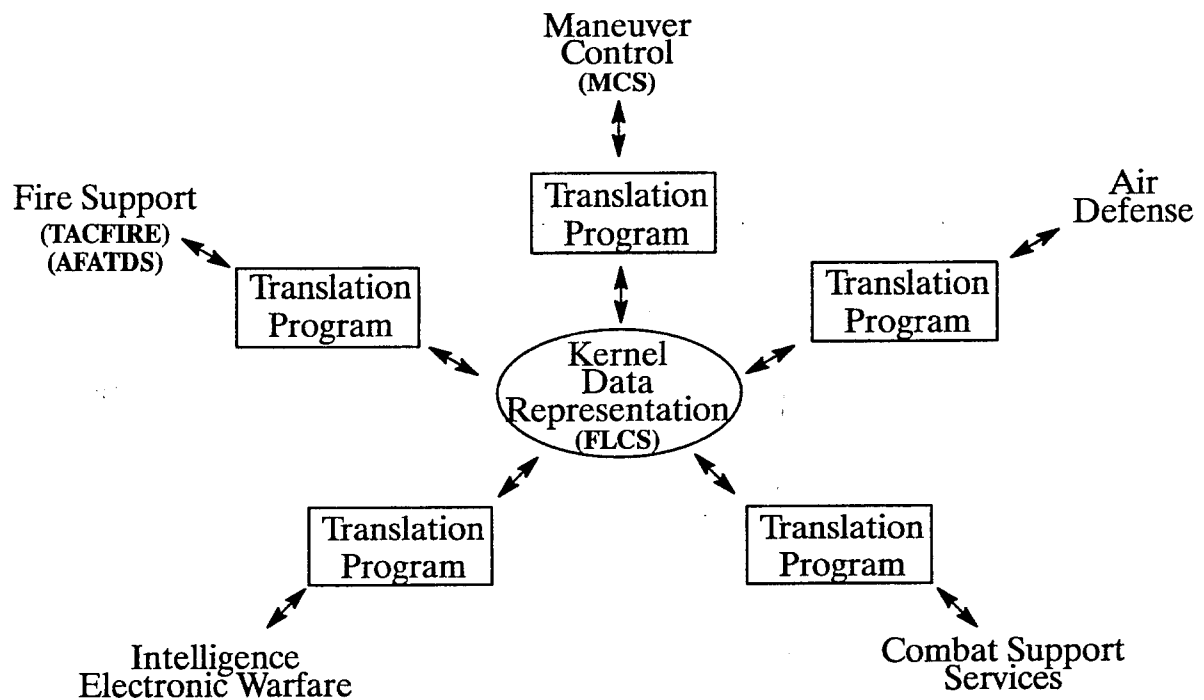 Maneuver
Control
(MCS)
Translation
Program
Fire Support
(TACFIRE)
(AFATDS)
Translation
Program
Air
Defense
Translation
Program
Kernel
Data
Representation
(FLCS)
Translation
Program
Translation
Program
Intelligence
Electronic Warfare
Combat Support
Services